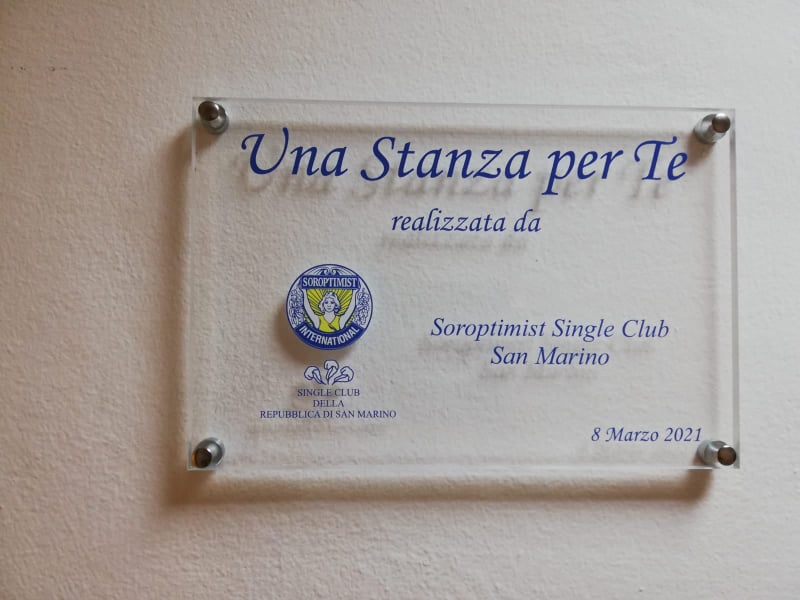 Una Stanza per Te
realizzata da
SOROPTIMIST
INTERNATIONAL
SINGLE CLUB
DELLA
REPUBBLICA DI SAN MARINO
Soroptimist Single Club
San Marino
8 Marzo 2021